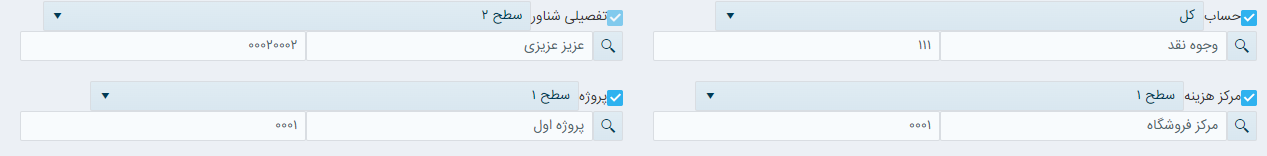 حساب کل تفصیلی شناور سطح ۲
وجوه نقد ۱۱۱ عزیز عزیزی ۰۰۰۲۰۰۰۲
مرکز هزینه سطح ۱ پروژه سطح ۱
مرکز فروشگاه ۰۰۰۱ پروژه اول ۰۰۰۱